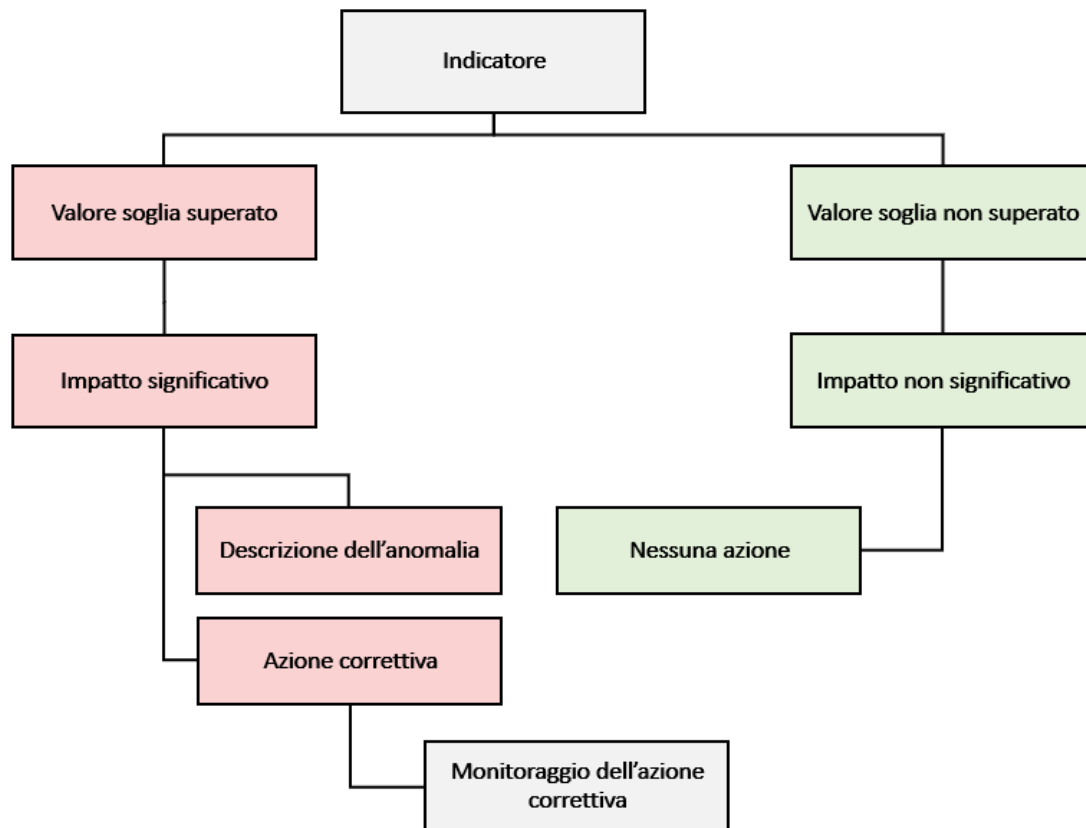 Indicatore
Valore soglia superato
Valore soglia non superato
Impatto significativo
Impatto non significativo
Descrizione dell’anomalia
Nessuna azione
Azione correttiva
Monitoraggio dell’azione
correttiva